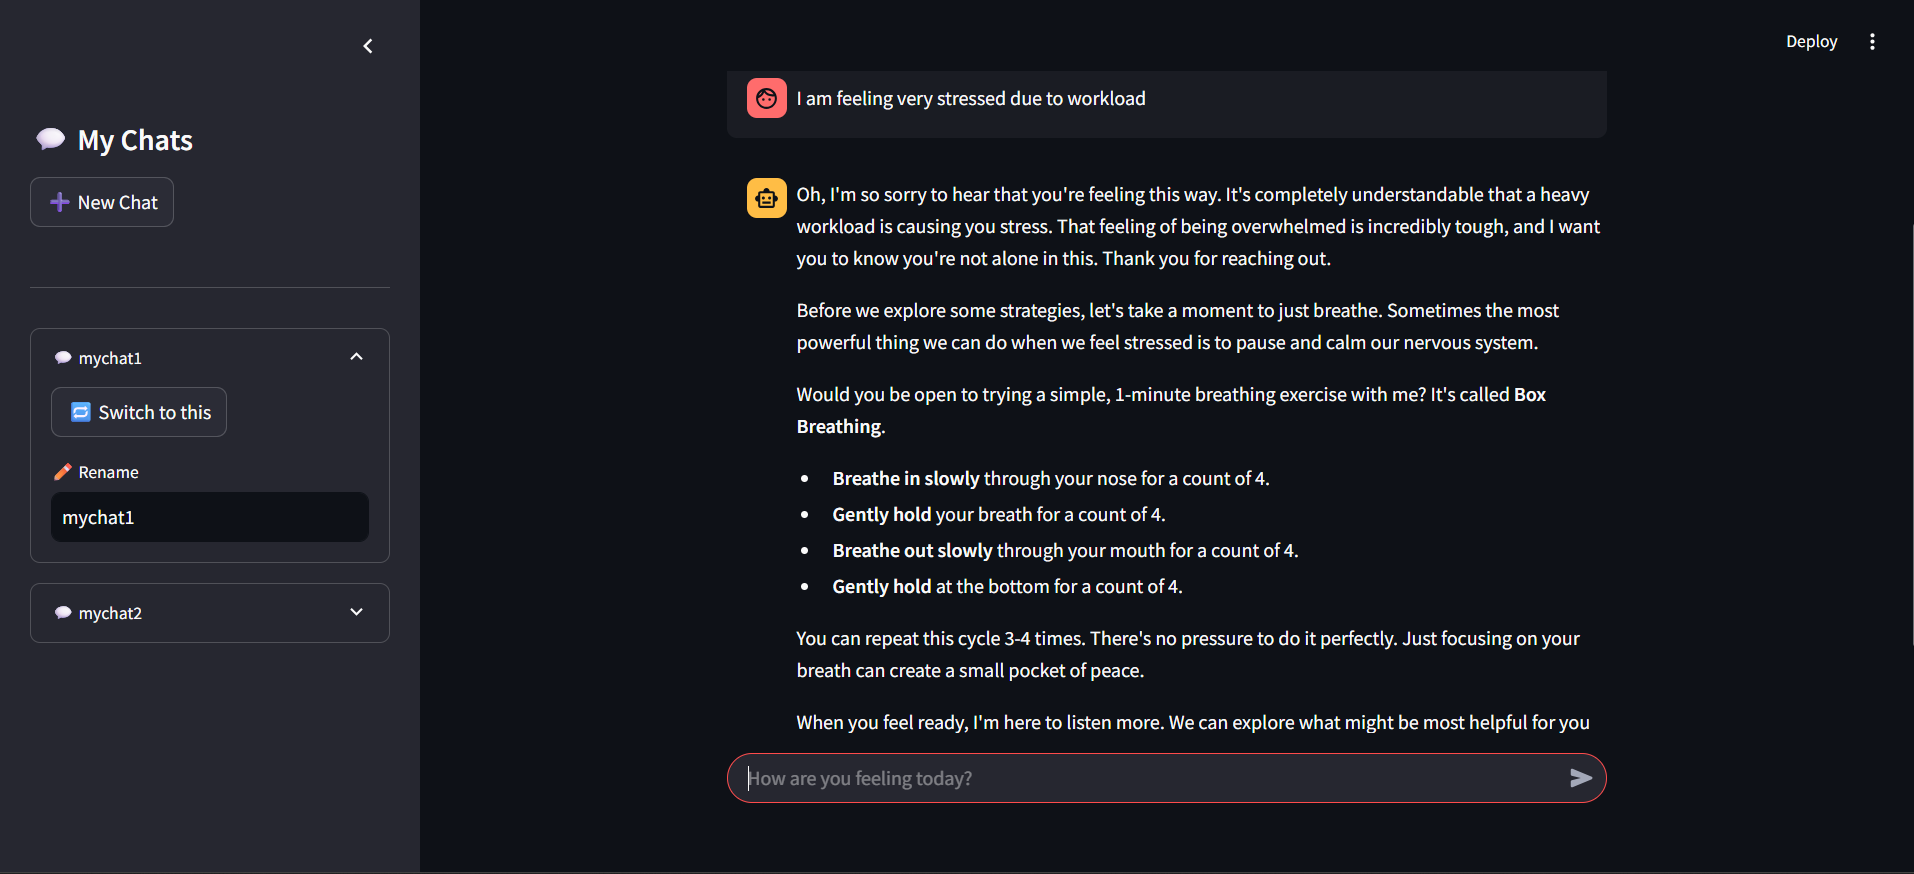 Deploy
My Chats
New Chat
mychat1
Switch to this
Rename
mychat1
mychat2
I am feeling very stressed due to workload
Oh, I'm so sorry to hear that you're feeling this way. It's completely understandable that a heavy
workload is causing you stress. That feeling of being overwhelmed is incredibly tough, and I want
you to know you're not alone in this. Thank you for reaching out.
Before we explore some strategies, let's take a moment to just breathe. Sometimes the most
powerful thing we can do when we feel stressed is to pause and calm our nervous system.
Would you be open to trying a simple, 1-minute breathing exercise with me? It's called Box
Breathing.
• Breathe in slowly through your nose for a count of 4.
• Gently hold your breath for a count of 4.
• Breathe out slowly through your mouth for a count of 4.
• Gently hold at the bottom for a count of 4.
You can repeat this cycle 3-4 times. There's no pressure to do it perfectly. Just focusing on your
breath can create a small pocket of peace.
When you feel ready, I'm here to listen more. We can explore what might be most helpful for you
How are you feeling today?